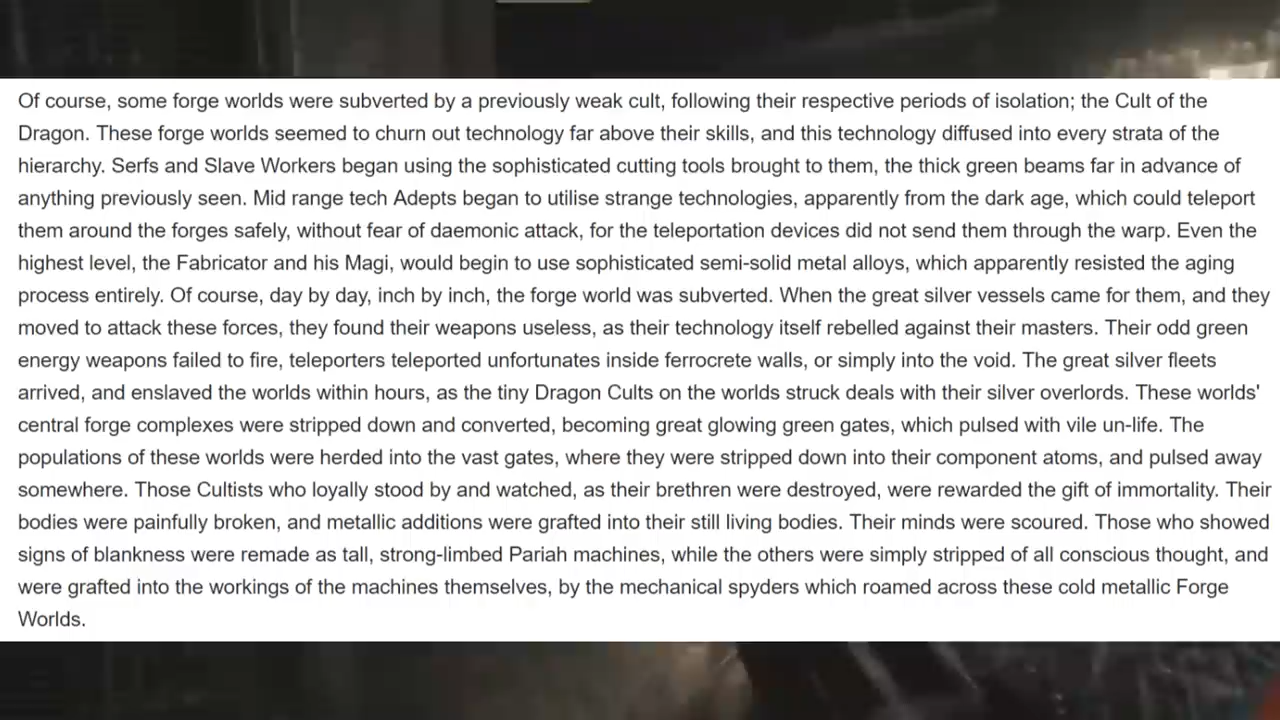 Of course, some forge worlds were subverted by a previously weak cult, following their respective periods of isolation; the Cult of the
Dragon. These forge worlds seemed to churn out technology far above their skills, and this technology diffused into every strata of the
hierarchy. Serfs and Slave Workers began using the sophisticated cutting tools brought to them, the thick green beams far in advance of
anything previously seen. Mid range tech Adepts began to utilise strange technologies, apparently from the dark age, which could teleport
them around the forges safely, without fear of daemonic attack, for the teleportation devices did not send them through the warp. Even the
highest level, the Fabricator and his Magi, would begin to use sophisticated semi-solid metal alloys, which apparently resisted the aging
process entirely. Of course, day by day, inch by inch, the forge world was subverted. When the great silver vessels came for them, and they
moved to attack these forces, they found their weapons useless, as their technology itself rebelled against their masters. Their odd green
energy weapons failed to fire, teleporters teleported unfortunates inside ferrocrete walls, or simply into the void. The great silver fleets
arrived, and enslaved the worlds within hours, as the tiny Dragon Cults on the worlds struck deals with their silver overlords. These worlds'
central forge complexes were stripped down and converted, becoming great glowing green gates, which pulsed with vile un-life. The
populations of these worlds were herded into the vast gates, where they were stripped down into their component atoms, and pulsed away
somewhere. Those Cultists who loyally stood by and watched, as their brethren were destroyed, were rewarded the gift of immortality. Their
bodies were painfully broken, and metallic additions were grafted into their still living bodies. Their minds were scoured. Those who showed
signs of blankness were remade as tall, strong-limbed Pariah machines, while the others were simply stripped of all conscious thought, and
were grafted into the workings of the machines themselves, by the mechanical spyders which roamed across these cold metallic Forge
Worlds.